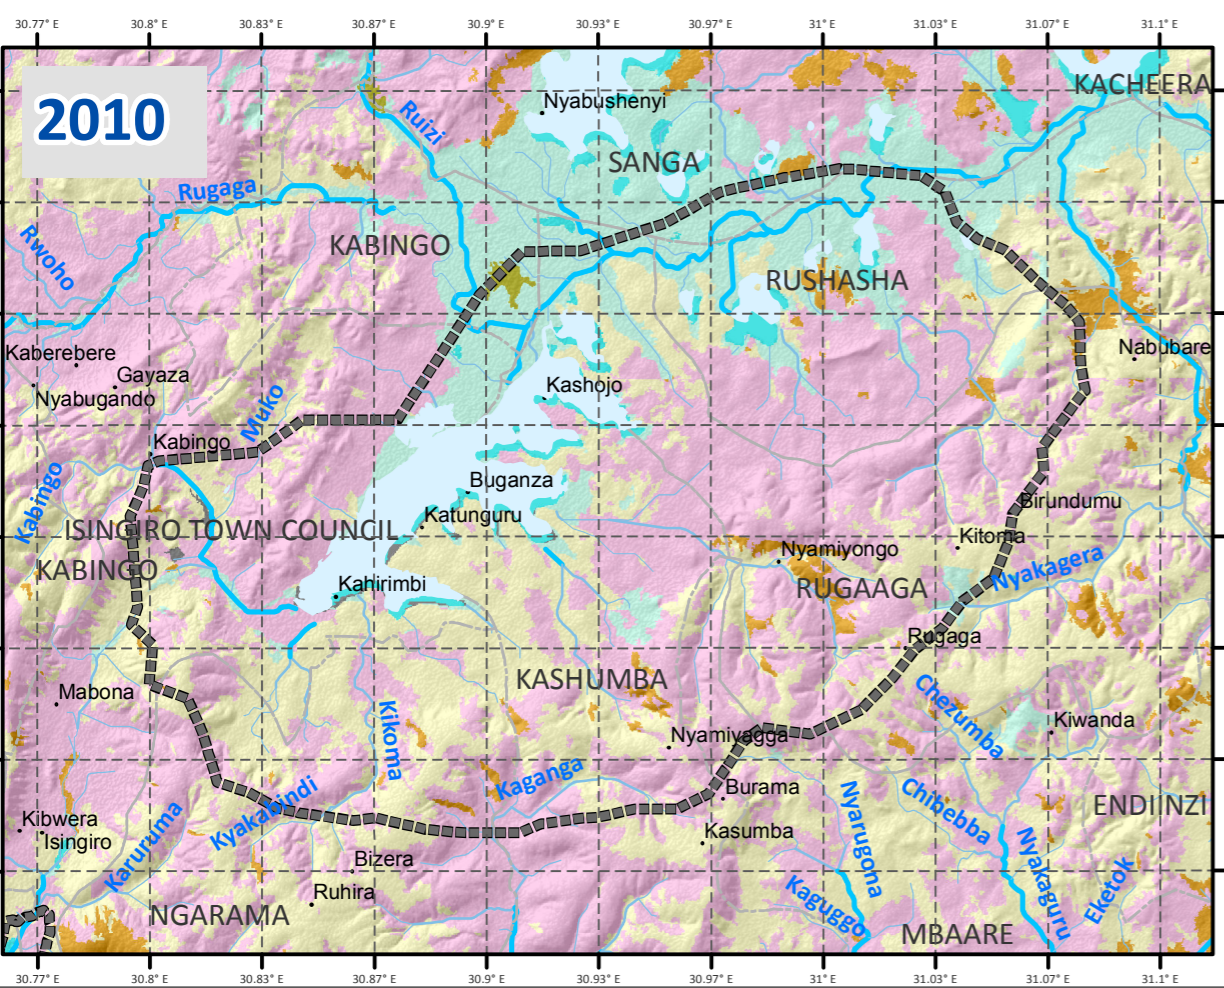 30.77° E 30.8° E 30.83° E 30.87° E 30.9° E 30.93° E 30.97° E 31° E 31.03° E 31.07° E 31.1° E
2010
KACHEERA
Nyabushenyi
Ruizi
SANGA
Rugaga
Rwoho
KABINGO
RUSHASHA
Kaberebere
Nabubare
Gayaza
Kashojo
Nyabugando
Muko
Kabingo
Kabingo
Buganza
Birundumu
Katunguru
ISINGIRO TOWN COUNCIL
Kitoma
Nyamiyongo
KABINGO
Nyakagera
Kahirimbi
RUGAAGA
Rugaga
KASHUMBA
Mabona
Chezumba
Kiwanda
Kikoma
Nyamiyagga
Kaganga
Burama
Chibebba
ENDIINZI
Kyakabindi
Kibwera
Kasumba
Isingiro
Karuruma
Nyarugona
Bizera
Nyakaguru
Ruhira
Eketok
Kaguggo
NGARAMA
MBAARE
30.77° E 30.8° E 30.83° E 30.87° E 30.9° E 30.93° E 30.97° E 31° E 31.03° E 31.07° E 31.1° E